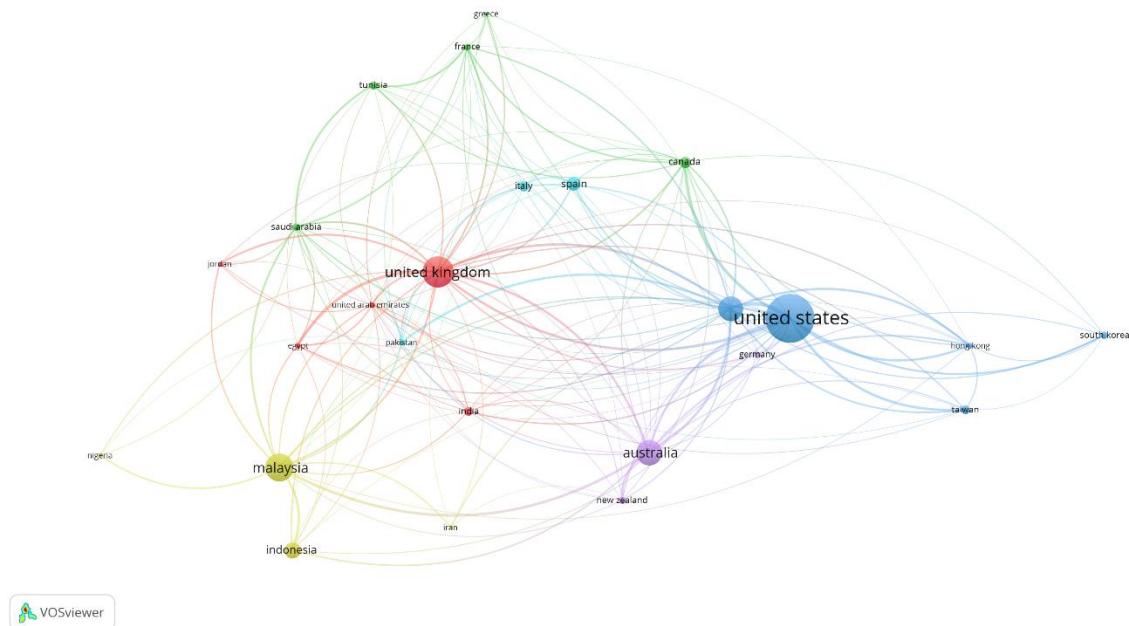 greece
france
tunisia
canada
italy
spain
saudi arabia
jordan
united kingdom
united arab emirates
united states
south korea
egypt
pakistan
hong kong
germany
india
taiwan
nigeria
malaysia
australia
new zealand
iran
indonesia
VOSviewer